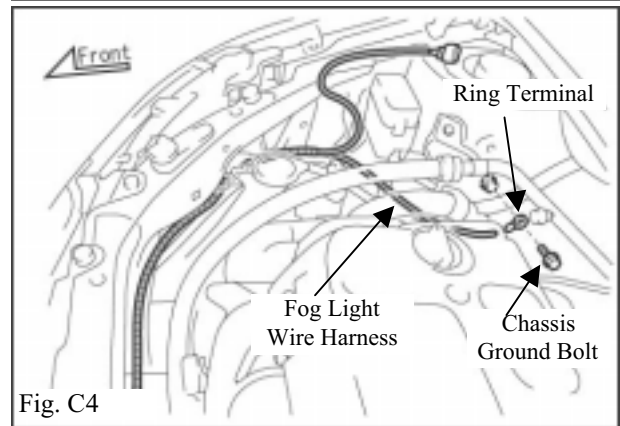 Front
Ring Terminal
Fog Light
Wire Harness
Chassis
Ground Bolt
Fig. C4